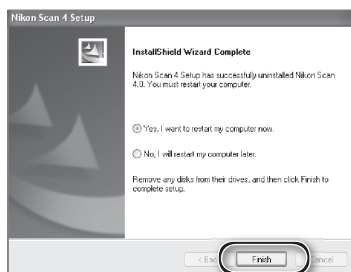 Nikon Scan 4 Setup
InstallShield Wizard Complete
Nikon Scan 4 Setup has successfully uninstalled Nikon Scan
4.0. You must restart your computer.
Yes, I want to restart my computer now.
No, I will restart my computer later.
Remove any disks from their drives, and then click Finish to
complete setup.
< Bac Finish Cancel